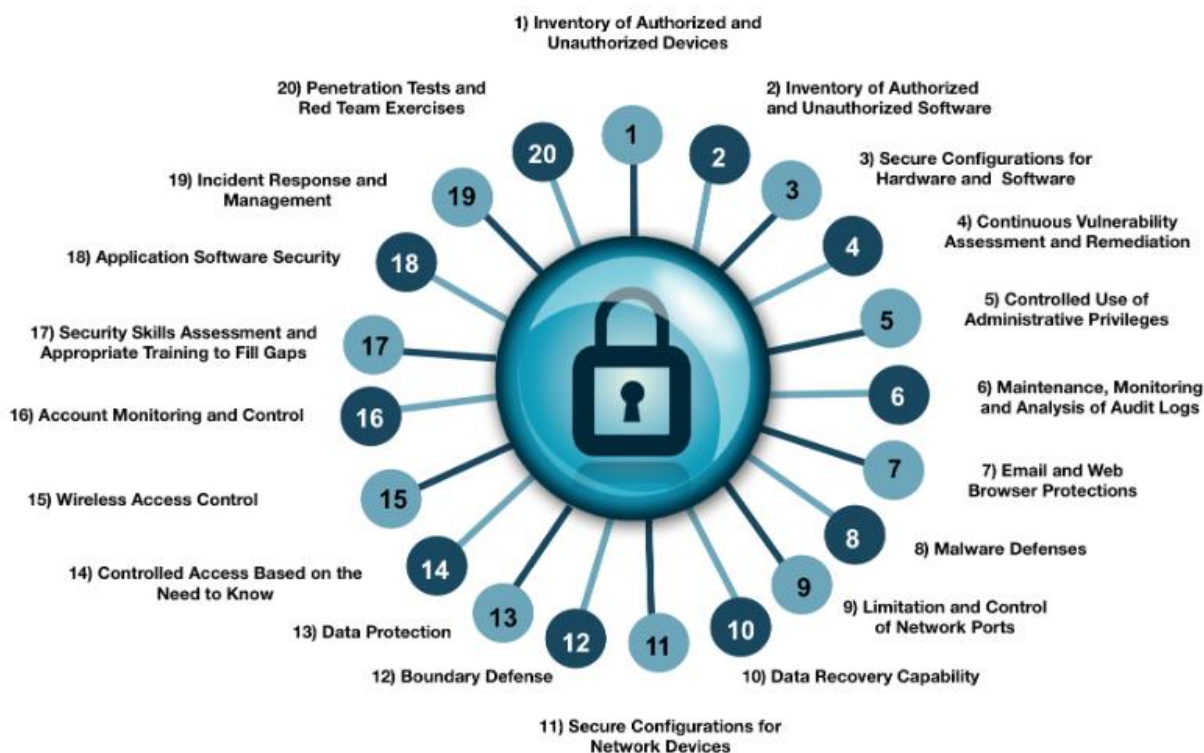 1) Inventory of Authorized and
Unauthorized Devices
2) Inventory of Authorized
and Unauthorized Software
3) Secure Configurations for
Hardware and Software
4) Continuous Vulnerability
Assessment and Remediation
5) Controlled Use of
Administrative Privileges
6) Maintenance, Monitoring
and Analysis of Audit Logs
7) Email and Web
Browser Protections
8) Malware Defenses
9) Limitation and Control
of Network Ports
10) Data Recovery Capability
11) Secure Configurations for
Network Devices
12) Boundary Defense
13) Data Protection
14) Controlled Access Based on the
Need to Know
15) Wireless Access Control
16) Account Monitoring and Control
17) Security Skills Assessment and
Appropriate Training to Fill Gaps
18) Application Software Security
19) Incident Response and
Management
20) Penetration Tests and
Red Team Exercises
1
2
3
4
5
6
7
8
9
10
11
12
13
14
15
16
17
18
19
20